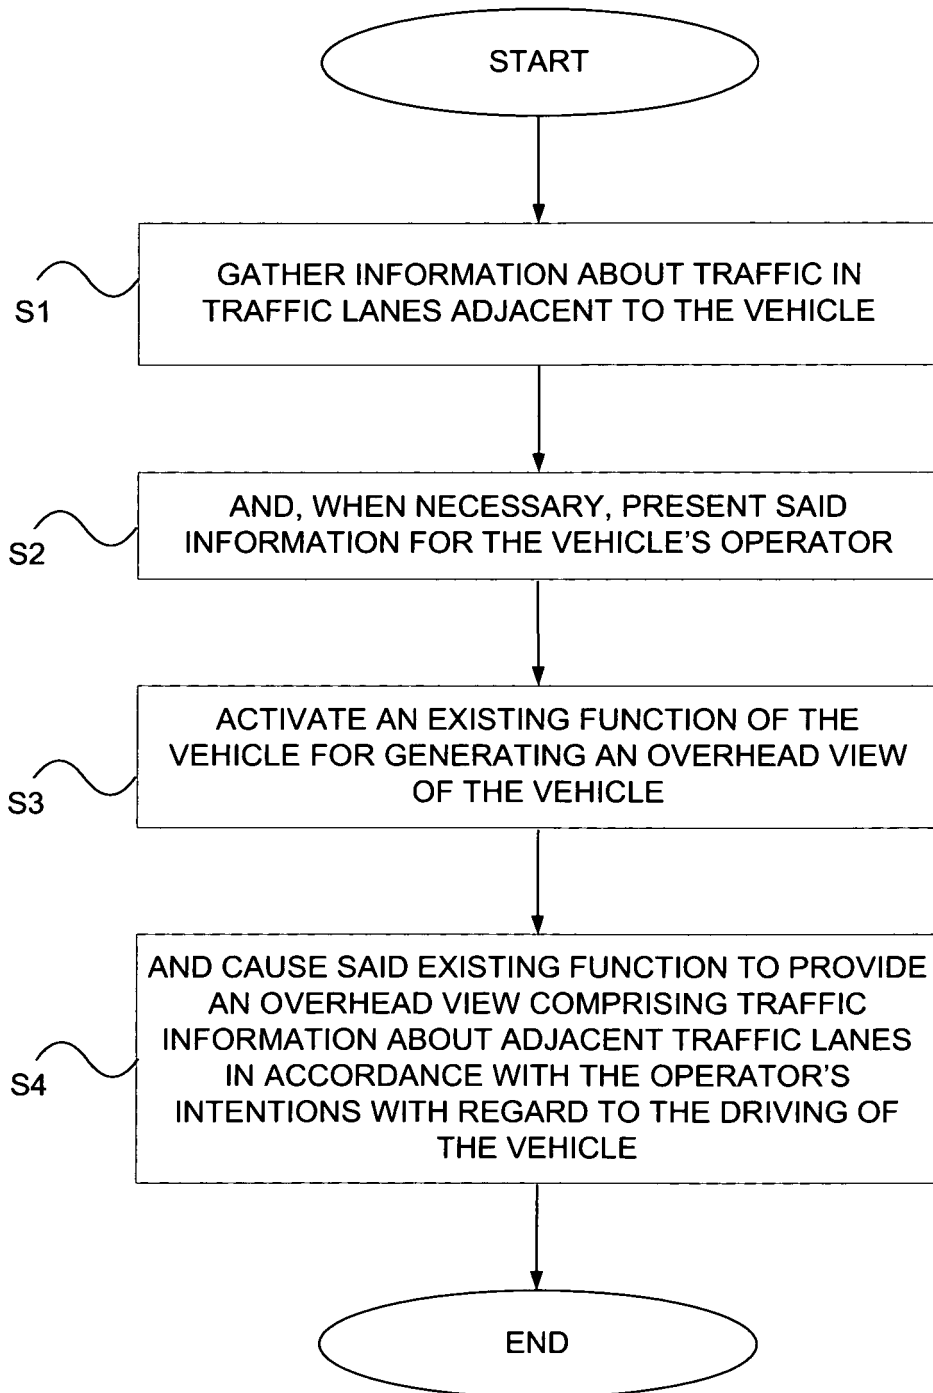 START
GATHER INFORMATION ABOUT TRAFFIC IN
TRAFFIC LANES ADJACENT TO THE VEHICLE
S1
AND, WHEN NECESSARY, PRESENT SAID
INFORMATION FOR THE VEHICLE'S OPERATOR
S2
ACTIVATE AN EXISTING FUNCTION OF THE
VEHICLE FOR GENERATING AN OVERHEAD VIEW
OF THE VEHICLE
S3
AND CAUSE SAID EXISTING FUNCTION TO PROVIDE
AN OVERHEAD VIEW COMPRISING TRAFFIC
INFORMATION ABOUT ADJACENT TRAFFIC LANES
IN ACCORDANCE WITH THE OPERATOR'S
INTENTIONS WITH REGARD TO THE DRIVING OF
THE VEHICLE
S4
END